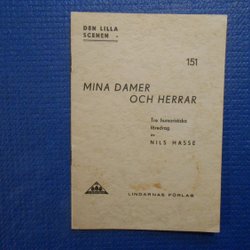 DEN LILLA
SCENEN -
151
MINA DAMER
OCH HERRAR
Tre humoristiska
föredrag
av
NILS HASSE
LINDARNAS FÖRLAG